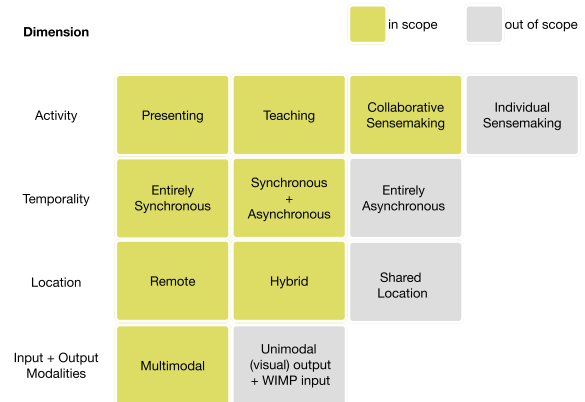 Dimension
in scope
out of scope
Activity
Presenting
Teaching
Collaborative
Sensemaking
Individual
Sensemaking
Temporality
Entirely
Synchronous
Synchronous
+
Asynchronous
Entirely
Asynchronous
Location
Remote
Hybrid
Shared
Location
Input + Output
Modalities
Multimodal
Unimodal
(visual) output
+ WIMP input